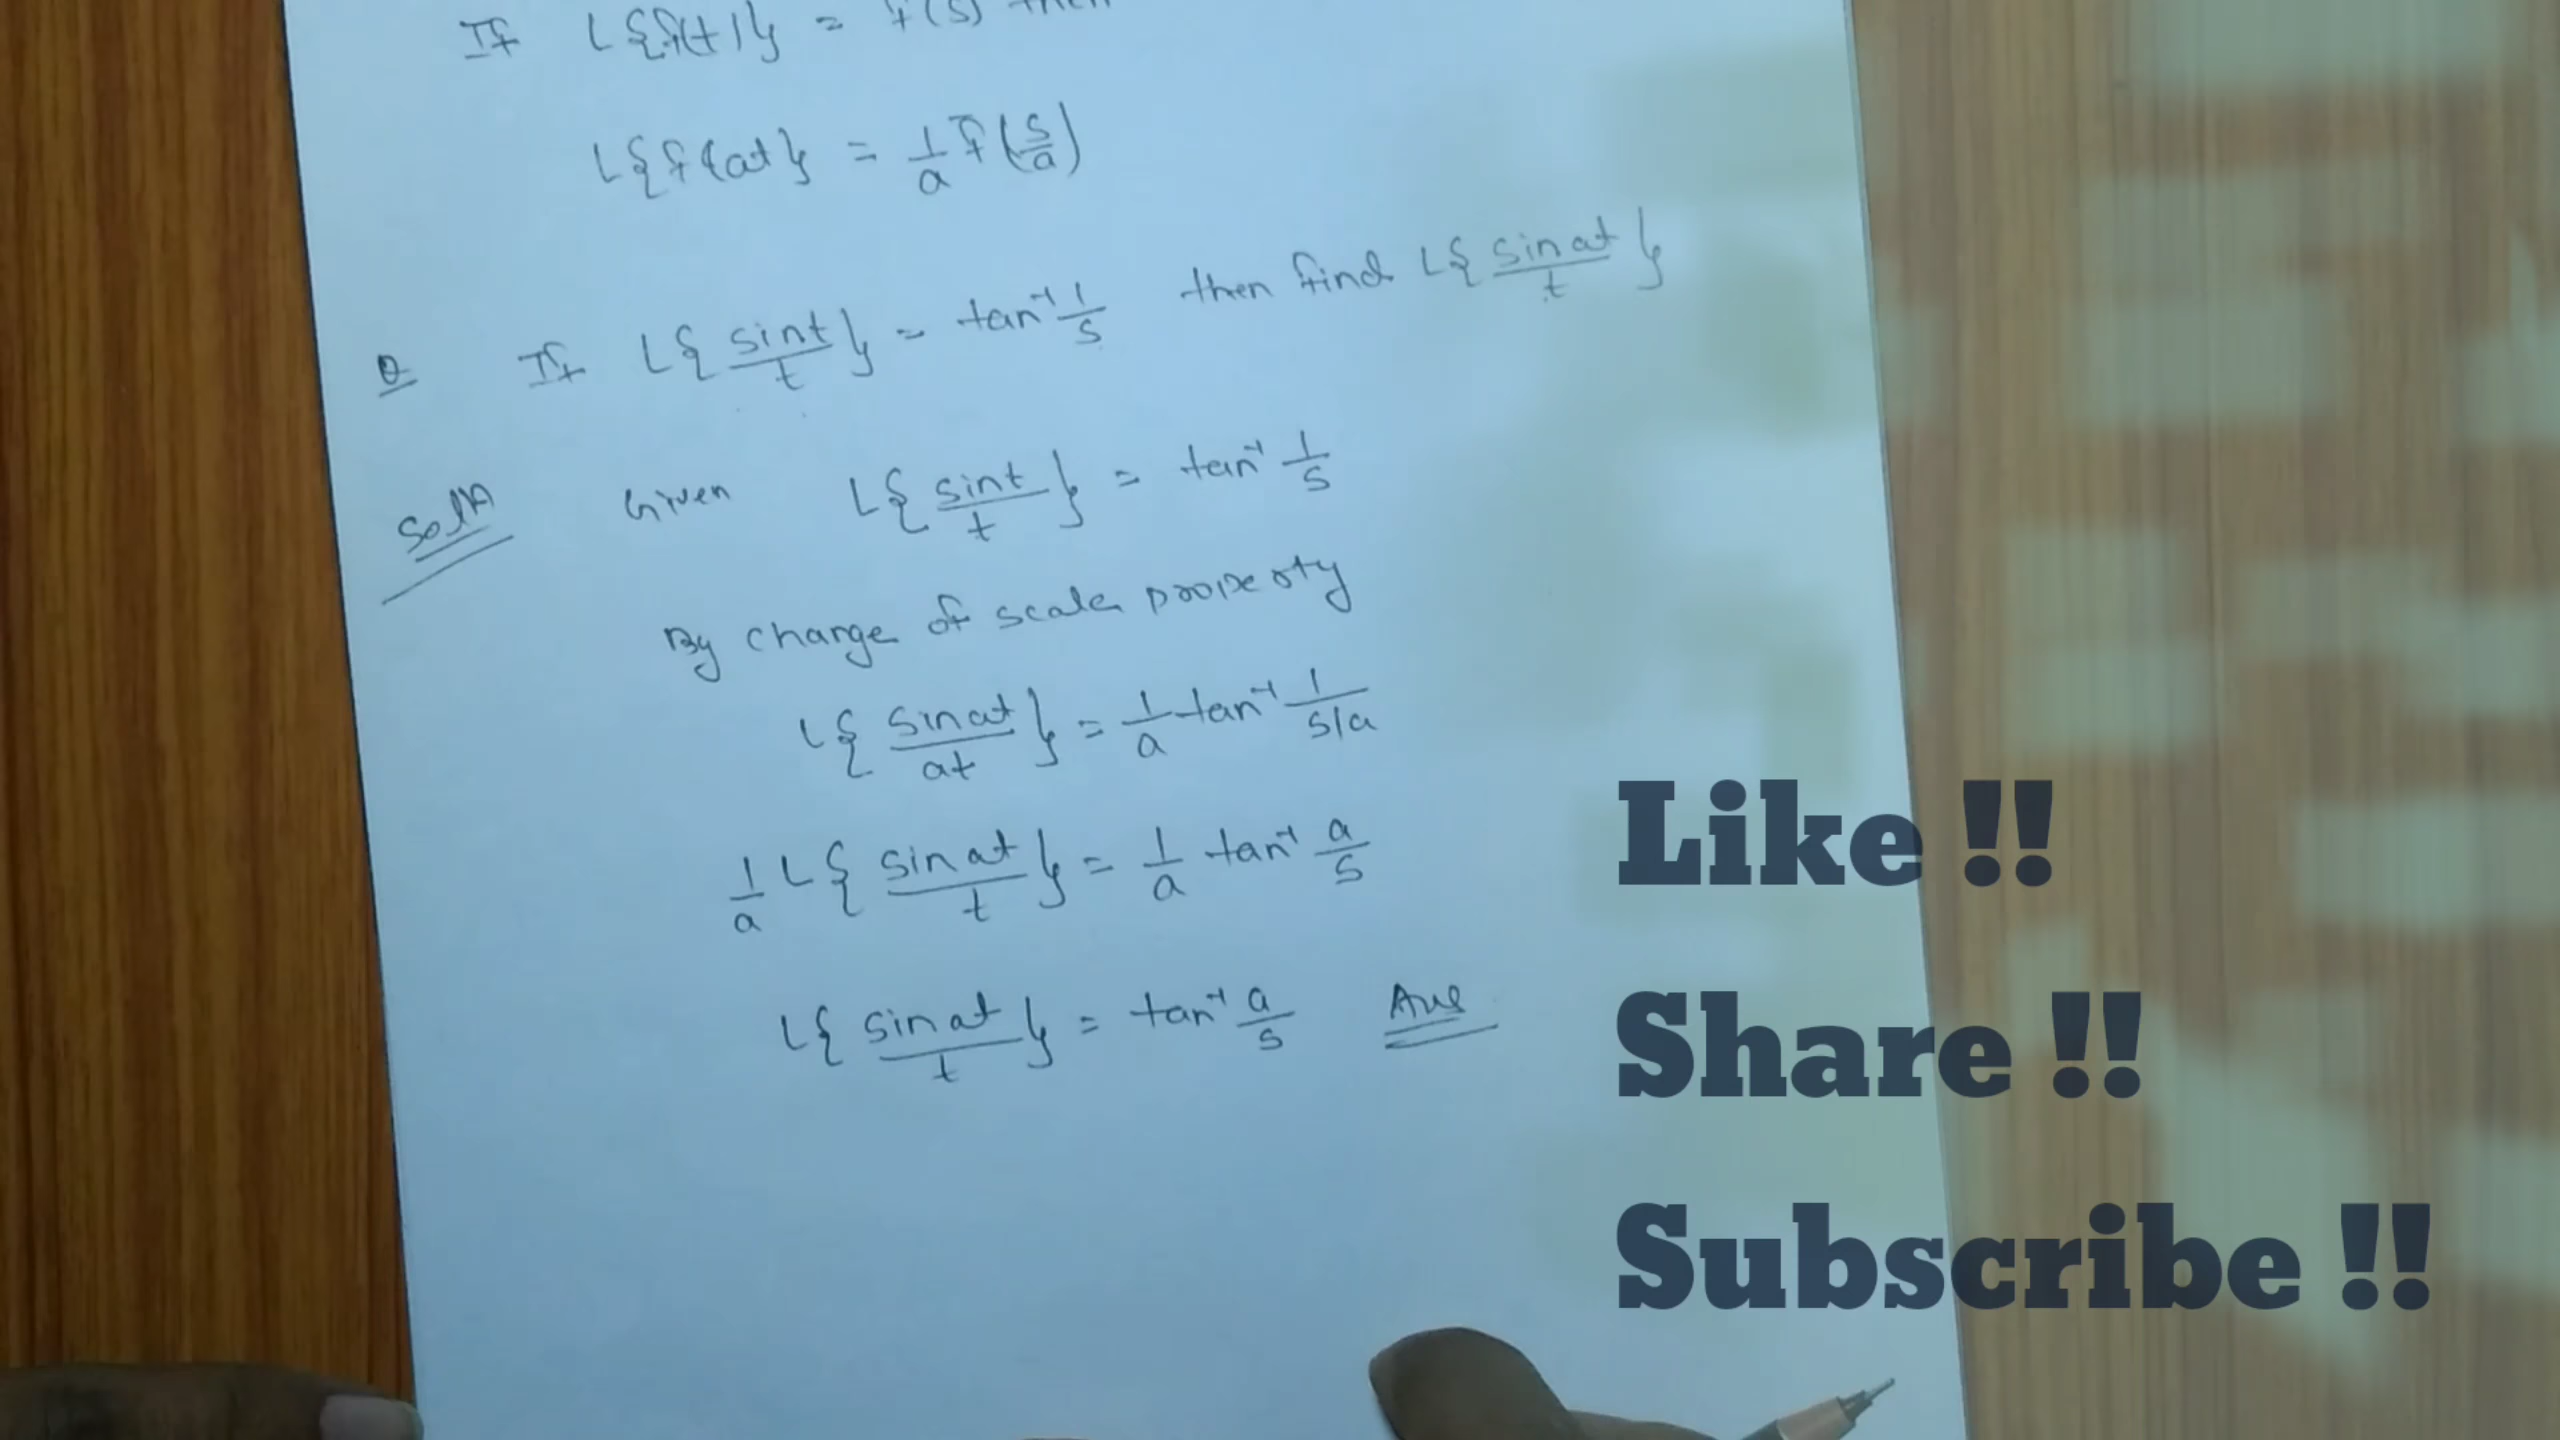 If L{f(t)} = f̄(s) then
L{f(at)} = 1/a f̄(s/a)
Q If L{sint/t} = tan⁻¹ 1/s then find L{sinat/t}
Soln Given L{sint/t} = tan⁻¹ 1/s
By change of scale property
L{sinat/at} = 1/a tan⁻¹ 1/s/a
1/a L{sinat/t} = 1/a tan⁻¹ a/s
L{sinat/t} = tan⁻¹ a/s Ans
Like !!
Share !!
Subscribe !!